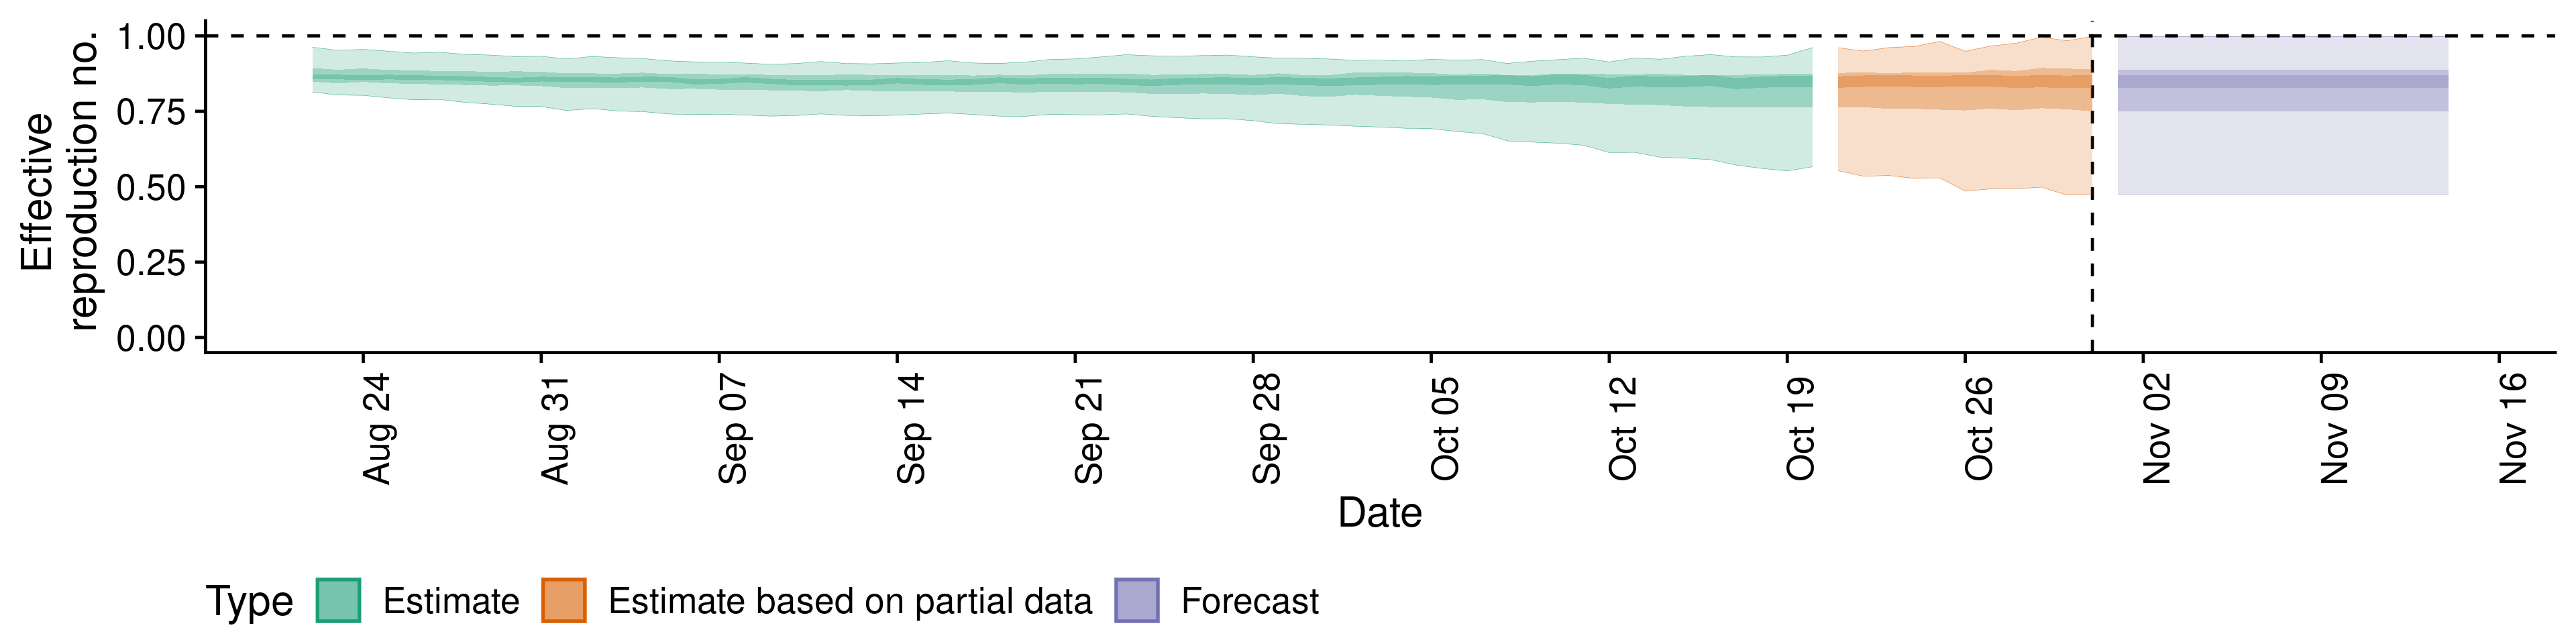 Effective
reproduction no.
1.00
0.75
0.50
0.25
0.00
Aug 24
Aug 31
Sep 07
Sep 14
Sep 21
Sep 28
Oct 05
Oct 12
Oct 19
Oct 26
Nov 02
Nov 09
Nov 16
Date
Type Estimate Estimate based on partial data Forecast